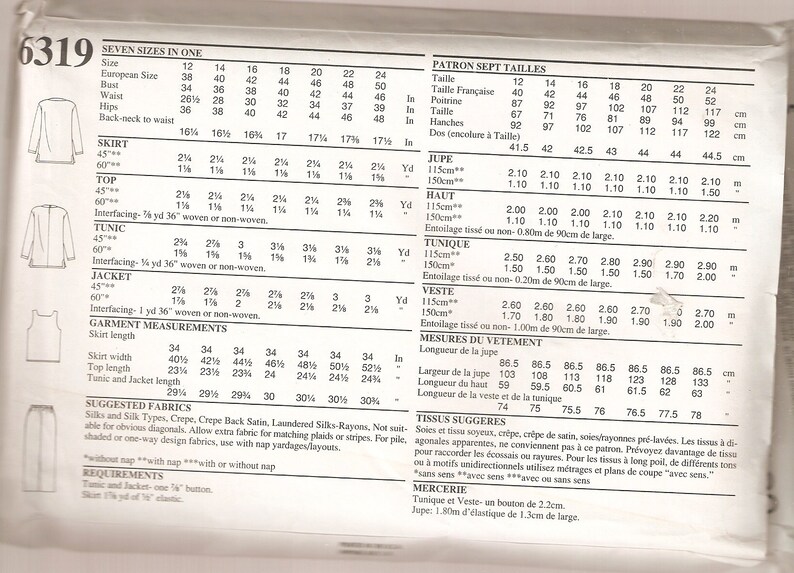 6319
SEVEN SIZES IN ONE
Size 12 14 16 18 20 22 24
European Size 38 40 42 44 46 48 50
Bust 34 36 38 40 42 44 46 In
Waist 26½ 28 30 32 34 37 39 "
Hips 36 38 40 42 44 46 48 "
Back-neck to waist
16¼ 16½ 16¾ 17 17¼ 17⅜ 17½ In
SKIRT
45"** 2¼ 2¼ 2¼ 2¼ 2¼ 2¼ 2¼ Yd
60"** 1⅛ 1⅛ 1⅛ 1⅛ 1⅛ 1⅛ 1⅝ "
TOP
45"** 2⅛ 2¼ 2¼ 2¼ 2¼ 2⅜ 2⅜ Yd
60"** 1⅛ 1⅛ 1¼ 1¼ 1¼ 1¼ 1¼ "
Interfacing- ⅞ yd 36" woven or non-woven.
TUNIC
45"** 2¾ 2⅞ 3 3⅛ 3⅛ 3⅛ 3⅛ Yd
60"* 1⅝ 1⅝ 1⅝ 1⅝ 1¾ 1⅞ 2⅛ "
Interfacing- ¼ yd 36" woven or non-woven.
JACKET
45"** 2⅞ 2⅞ 2⅞ 2⅞ 3 3 3 Yd
60"* 1⅞ 1⅞ 2 2⅛ 2⅛ 2⅛ 2⅛ "
Interfacing- 1 yd 36" woven or non-woven.
GARMENT MEASUREMENTS
Skirt length
34 34 34 34 34 34 34 In
Skirt width 40½ 42½ 44½ 46½ 48½ 50½ 52½ "
Top length 23¼ 23½ 23¾ 24 24¼ 24½ 24¾ "
Tunic and Jacket length
29¼ 29½ 29¾ 30 30¼ 30½ 30¾ "
SUGGESTED FABRICS
Silks and Silk Types, Crepe, Crepe Back Satin, Laundered Silks-Rayons, Not suit-
able for obvious diagonals. Allow extra fabric for matching plaids or stripes. For pile,
shaded or one-way design fabrics, use with nap yardages/layouts.
*without nap **with nap ***with or without nap
REQUIREMENTS
Tunic and Jacket- one ⅞" button.
Skirt 1⅞ yd of ½" elastic.
PATRON SEPT TAILLES
Taille 12 14 16 18 20 22 24
Taille Française 40 42 44 46 48 50 52
Poitrine 87 92 97 102 107 112 117 cm
Taille 67 71 76 81 89 94 99 "
Hanches 92 97 102 107 112 117 122 "
Dos (encolure à Taille)
41.5 42 42.5 43 44 44 44.5 cm
JUPE
115cm** 2.10 2.10 2.10 2.10 2.10 2.10 2.10 m
150cm** 1.10 1.10 1.10 1.10 1.10 1.10 1.50 "
HAUT
115cm** 2.00 2.00 2.00 2.10 2.10 2.10 2.20 m
150cm** 1.10 1.10 1.10 1.10 1.10 1.10 1.10 "
Entoilage tissé ou non- 0.80m de 90cm de large.
TUNIQUE
115cm** 2.50 2.60 2.70 2.80 2.90 2.90 2.90 m
150cm* 1.50 1.50 1.50 1.50 1.50 1.70 2.00 "
Entoilage tissé ou non- 0.20m de 90cm de large.
VESTE
115cm** 2.60 2.60 2.60 2.60 2.70 0 2.70 m
150cm* 1.70 1.80 1.80 1.90 1.90 1.90 2.00 "
Entoilage tissé ou non- 1.00m de 90cm de large.
MESURES DU VETEMENT
Longueur de la jupe
86.5 86.5 86.5 86.5 86.5 86.5 86.5 cm
Largeur de la jupe 103 108 113 118 123 128 133 "
Longueur du haut 59 59.5 60.5 61 61.5 62 63 "
Longueur de la veste et de la tunique
74 75 75.5 76 76.5 77.5 78 "
TISSUS SUGGERES
Soies et tissu soyeux, crêpe, crêpe de satin, soies/rayonnes pré-lavées. Les tissus à di-
agonales apparentes, ne conviennent pas à ce patron. Prévoyez davantage de tissu
pour raccorder les écossais ou rayures. Pour les tissus à long poil, de différents tons
ou à motifs unidirectionnels utilisez métrages et plans de coupe "avec sens."
*sans sens **avec sens ***avec ou sans sens
MERCERIE
Tunique et Veste- un bouton de 2.2cm.
Jupe: 1.80m d'élastique de 1.3cm de large.